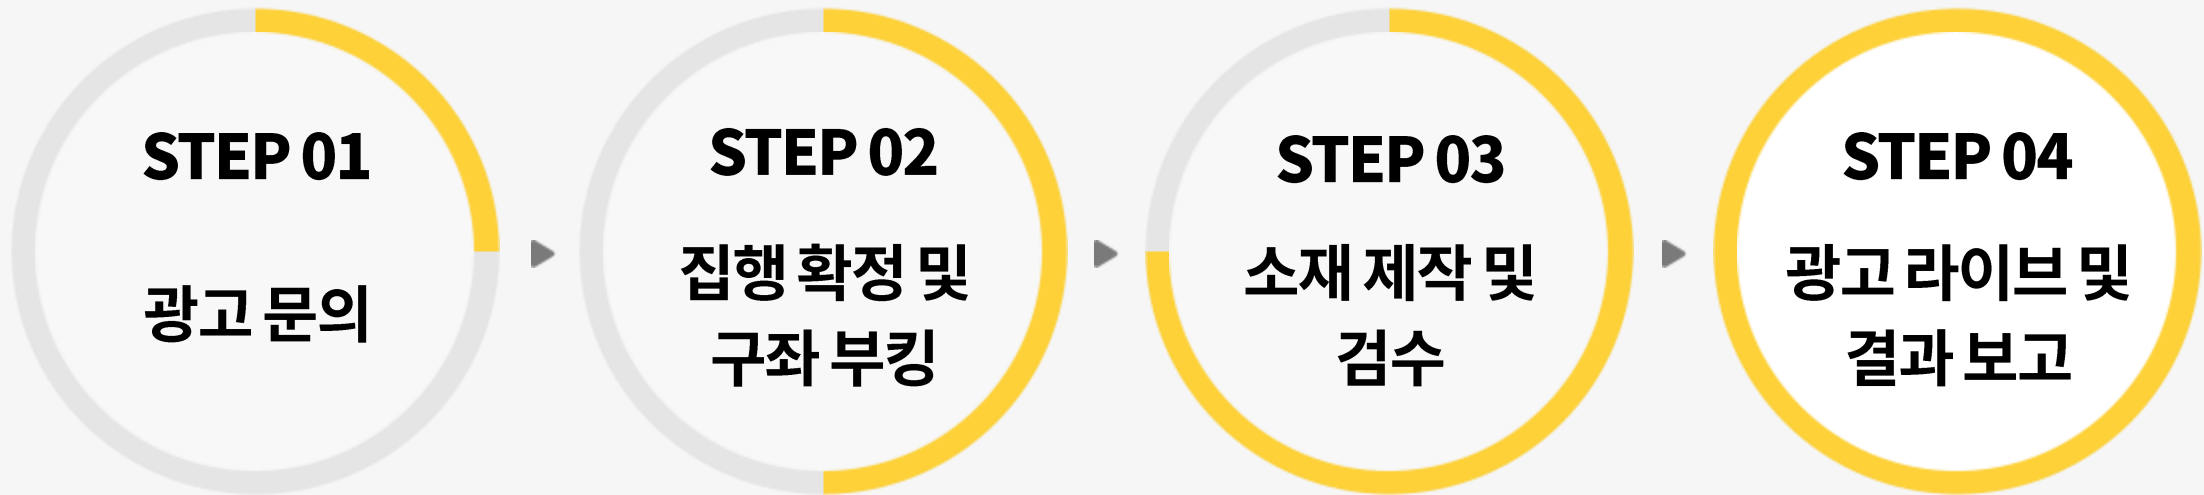 STEP 01
광고 문의
STEP 02
집행 확정 및
구좌 부킹
STEP 03
소재 제작 및
검수
STEP 04
광고 라이브 및
결과 보고